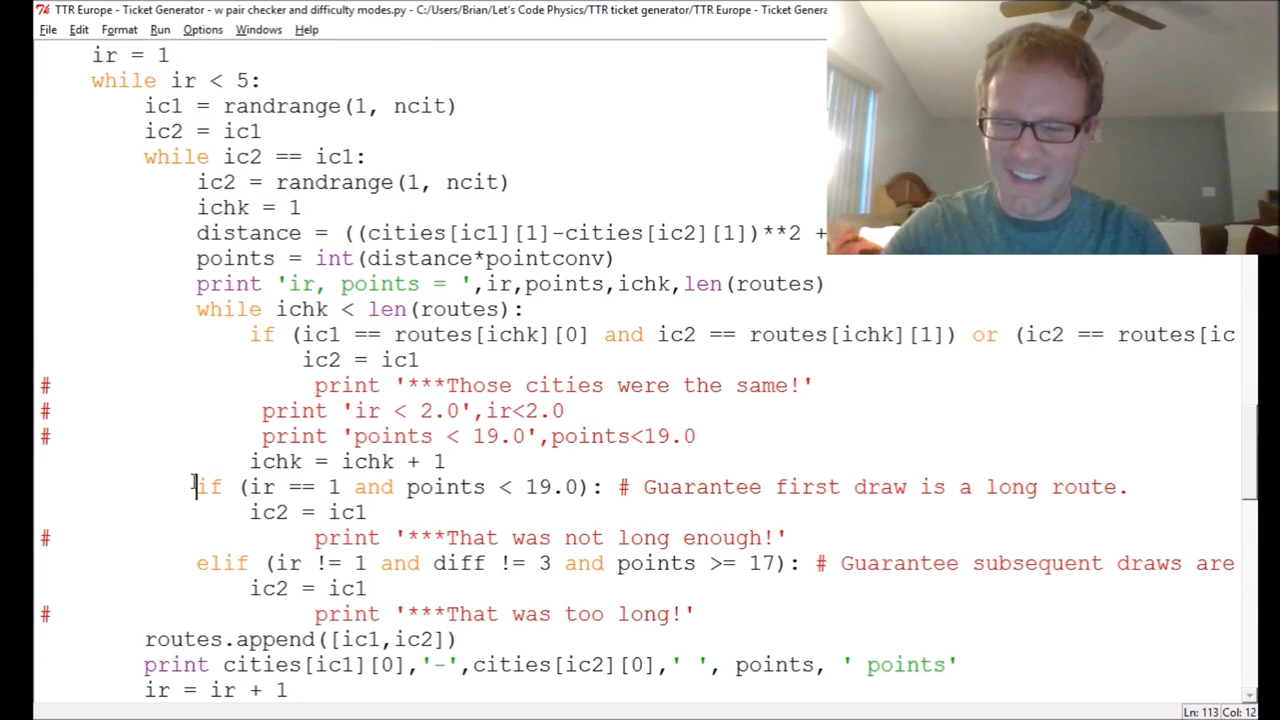 TTR Europe - Ticket Generator - w pair checker and difficulty modes.py - C:/Users/Brian/Let's Code Physics/TTR ticket generator/TTR Europe - Ticket Genera
File Edit Format Run Options Windows Help
ir = 1
while ir < 5:
ic1 = randrange(1, ncit)
ic2 = ic1
while ic2 == ic1:
ic2 = randrange(1, ncit)
ichk = 1
distance = ((cities[ic1][1]-cities[ic2][1])**2 +
points = int(distance*pointconv)
print 'ir, points = ',ir,points,ichk,len(routes)
while ichk < len(routes):
if (ic1 == routes[ichk][0] and ic2 == routes[ichk][1]) or (ic2 == routes[ic
ic2 = ic1
# print '***Those cities were the same!'
# print 'ir < 2.0',ir<2.0
# print 'points < 19.0',points<19.0
ichk = ichk + 1
if (ir == 1 and points < 19.0): # Guarantee first draw is a long route.
ic2 = ic1
# print '***That was not long enough!'
elif (ir != 1 and diff != 3 and points >= 17): # Guarantee subsequent draws are
ic2 = ic1
# print '***That was too long!'
routes.append([ic1,ic2])
print cities[ic1][0],'-',cities[ic2][0],' ', points, ' points'
ir = ir + 1
Ln: 113 Col: 12